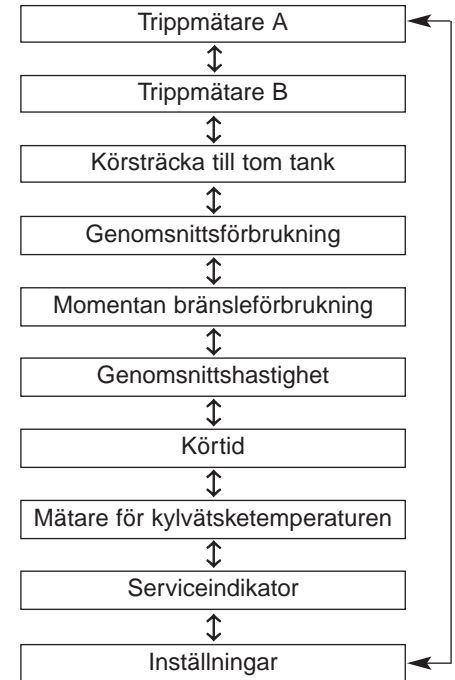 Trippmätare A
Trippmätare B
Körsträcka till tom tank
Genomsnittsförbrukning
Momentan bränsleförbrukning
Genomsnittshastighet
Körtid
Mätare för kylvätsketemperaturen
Serviceindikator
Inställningar